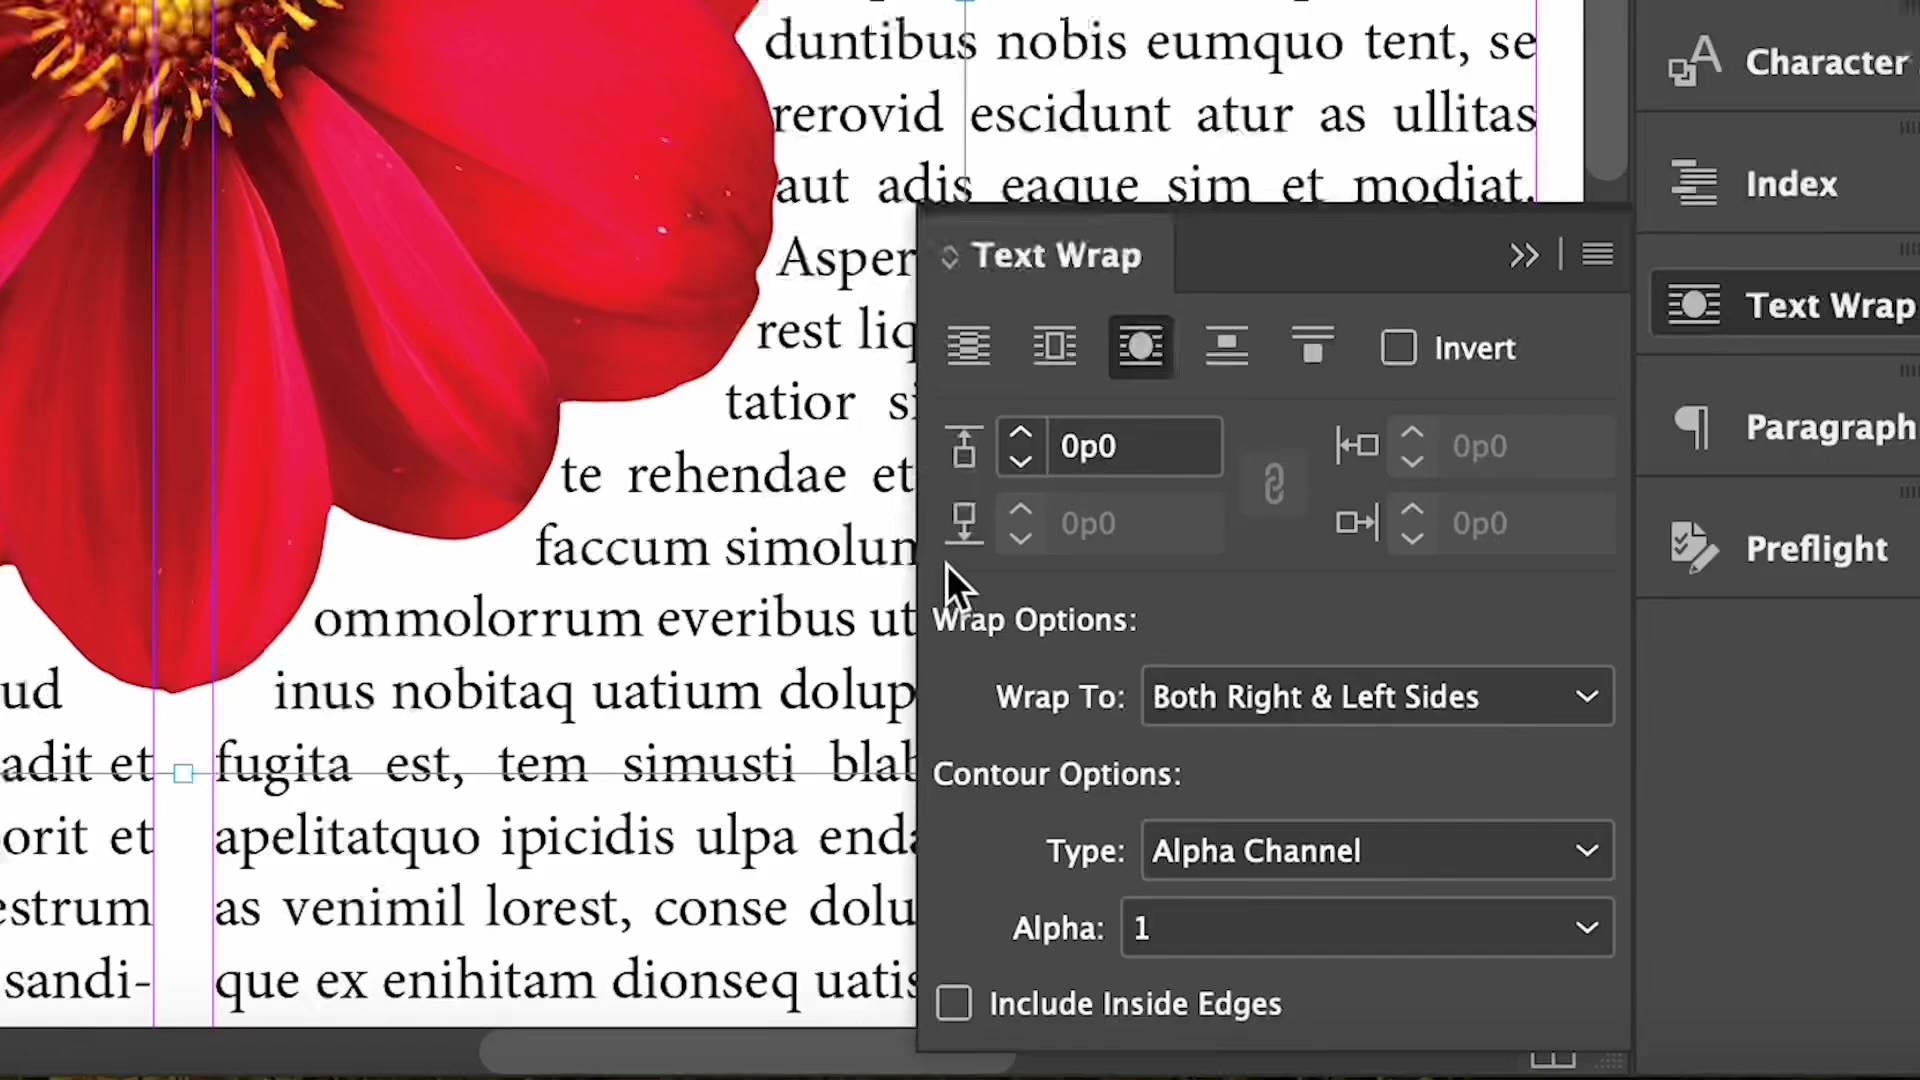 duntibus nobis eumquo tent, se
rerovid escidunt atur as ullitas
aut adis eaque sim et modiat.
Asper
rest liq
tatior si
te rehendae et
faccum simolum
ommolorrum everibus ut
ud inus nobitaq uatium dolup
adit et fugita est, tem simusti blab
orit et apelitatquo ipicidis ulpa enda
estrum as venimil lorest, conse dolu
sandi- que ex enihitam dionseq uatis
Text Wrap
Invert
0p0 0p0
0p0 0p0
Wrap Options:
Wrap To: Both Right & Left Sides
Contour Options:
Type: Alpha Channel
Alpha: 1
Include Inside Edges
Character
Index
Text Wrap
Paragraph
Preflight